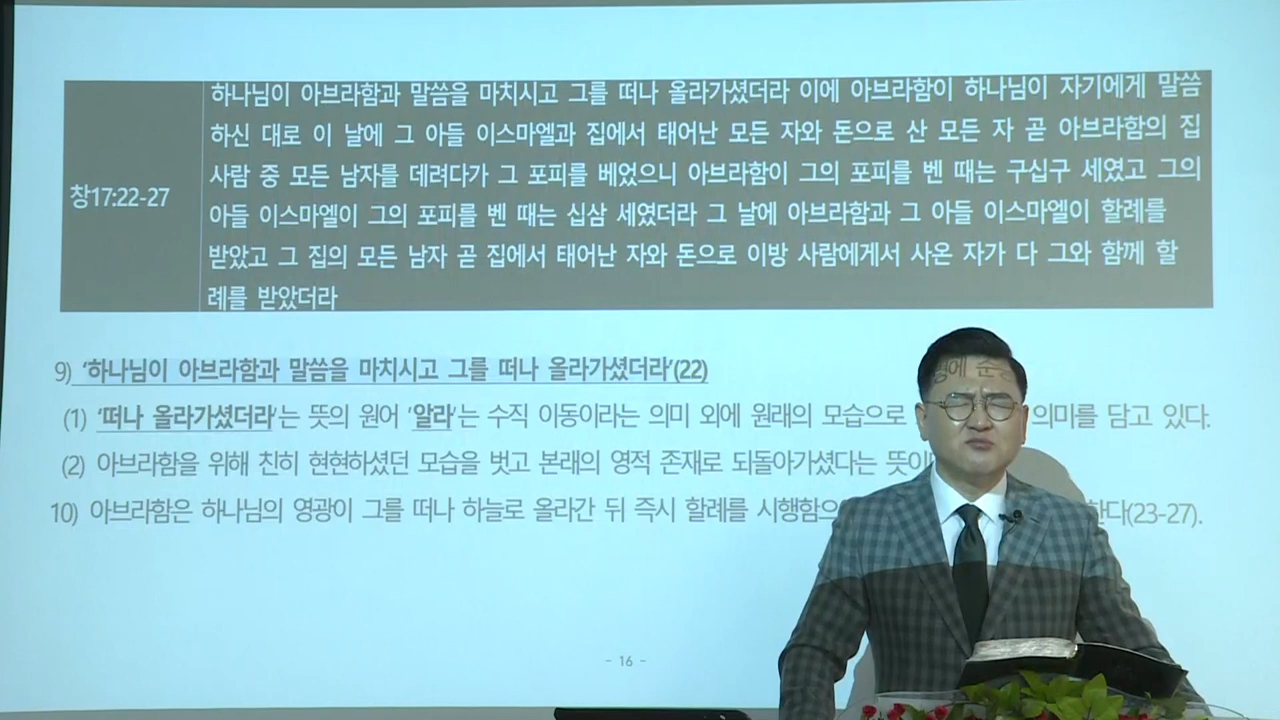 하나님이 아브라함과 말씀을 마치시고 그를 떠나 올라가셨더라 이에 아브라함이 하나님이 자기에게 말씀
하신 대로 이 날에 그 아들 이스마엘과 집에서 태어난 모든 자와 돈으로 산 모든 자 곧 아브라함의 집
사람 중 모든 남자를 데려다가 그 포피를 베었으니 아브라함이 그의 포피를 벤 때는 구십구 세였고 그의
창17:22-27
아들 이스마엘이 그의 포피를 벤 때는 십삼 세였더라 그 날에 아브라함과 그 아들 이스마엘이 할례를
받았고 그 집의 모든 남자 곧 집에서 태어난 자와 돈으로 이방 사람에게서 사온 자가 다 그와 함께 할
례를 받았더라
9) '하나님이 아브라함과 말씀을 마치시고 그를 떠나 올라가셨더라'(22)
(1) '떠나 올라가셨더라'는 뜻의 원어 '알라'는 수직 이동이라는 의미 외에 원래의 모습으로 의미를 담고 있다.
(2) 아브라함을 위해 친히 현현하셨던 모습을 벗고 본래의 영적 존재로 되돌아가셨다는 뜻이
10) 아브라함은 하나님의 영광이 그를 떠나 하늘로 올라간 뒤 즉시 할례를 시행함으 한다(23-27).
- 16 -